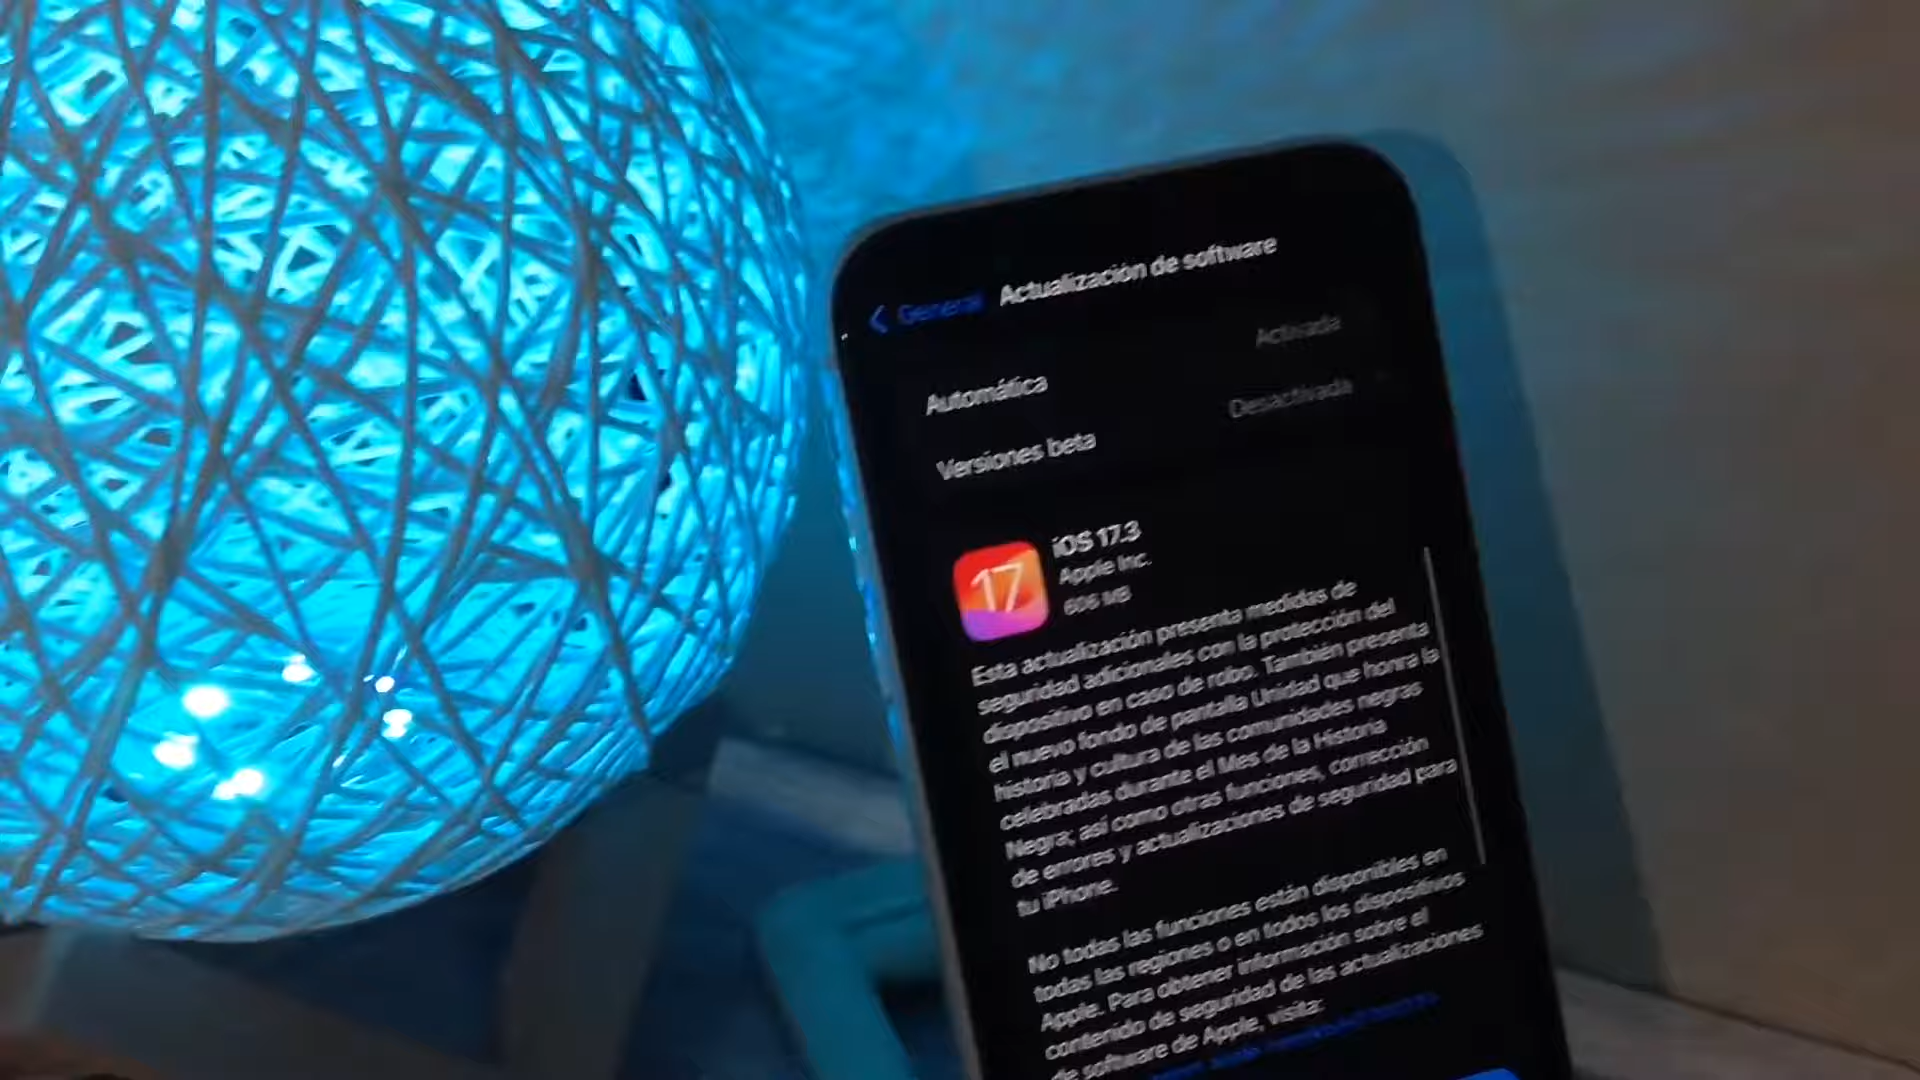 General
Actualización de software
Automática
Activada
Versiones beta
Desactivada
17
iOS 17.3
Apple Inc.
606 MB
Esta actualización presenta medidas de
seguridad adicionales con la protección del
dispositivo en caso de robo. También presenta
el nuevo fondo de pantalla Unidad que honra la
historia y cultura de las comunidades negras
celebradas durante el Mes de la Historia
Negra; así como otras funciones, corrección
de errores y actualizaciones de seguridad para
tu iPhone.
No todas las funciones están disponibles en
todas las regiones o en todos los dispositivos
Apple. Para obtener información sobre el
contenido de seguridad de las actualizaciones
de software de Apple, visita: